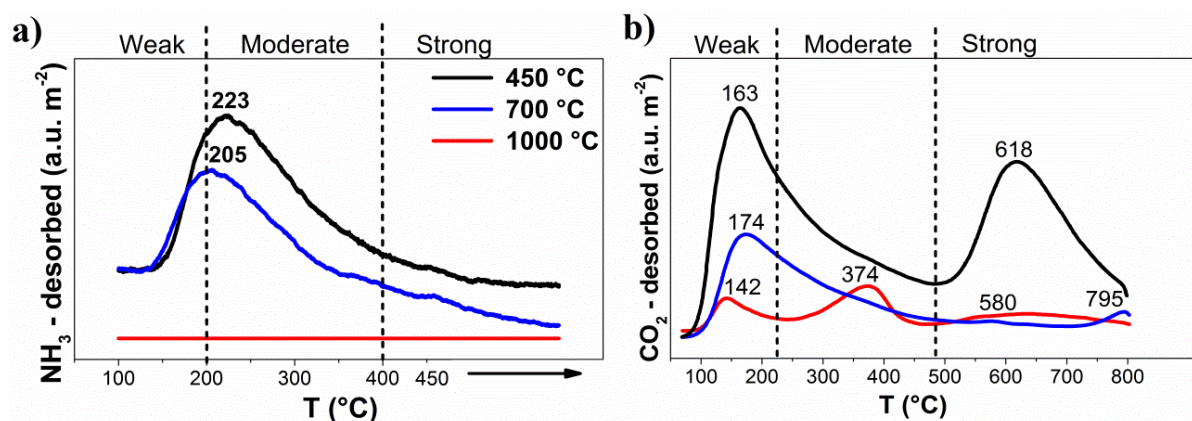 a)
Weak Moderate Strong
450 °C
700 °C
1000 °C
223
205
NH3 - desorbed (a.u. m-2)
100 200 300 400 450
T (°C)
b)
Weak Moderate Strong
163
618
174
142
374
580
795
CO2 - desorbed (a.u. m-2)
100 200 300 400 500 600 700 800
T (°C)